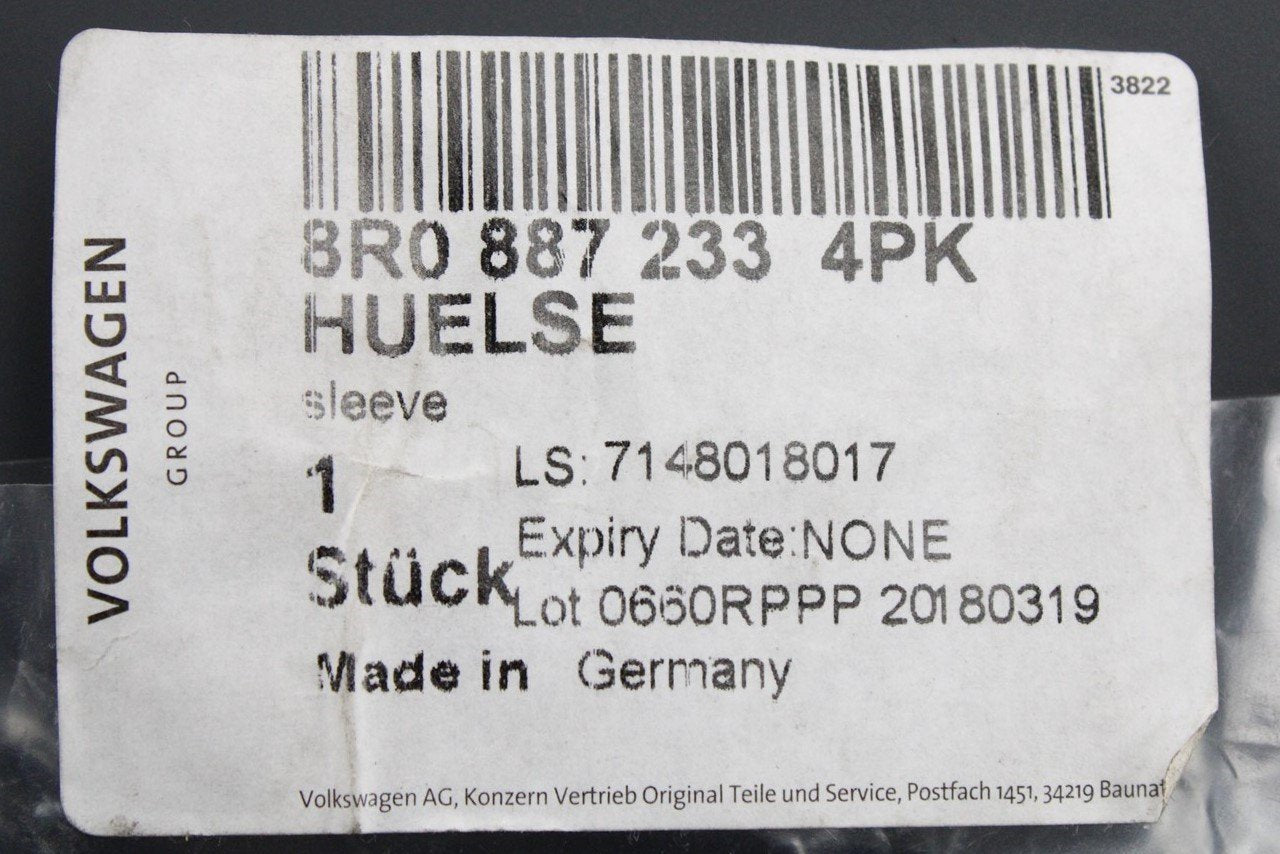 3822
8R0 887 233 4PK
HUELSE
sleeve
1
Stück
LS: 7148018017
Expiry Date:NONE
Lot 0660RPPP 20180319
Made in Germany
VOLKSWAGEN
GROUP
Volkswagen AG, Konzern Vertrieb Original Teile und Service, Postfach 1451, 34219 Baunat